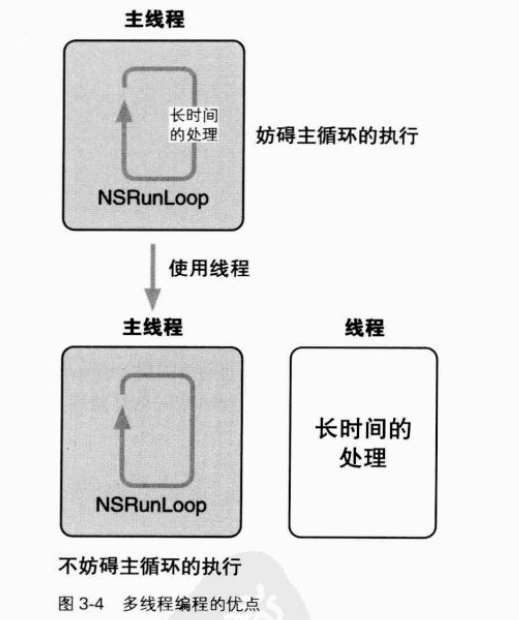 主线程
长时间
的处理
妨碍主循环的执行
NSRunLoop
使用线程
主线程
线程
长时间的
处理
NSRunLoop
不妨碍主循环的执行
图 3-4 多线程编程的优点